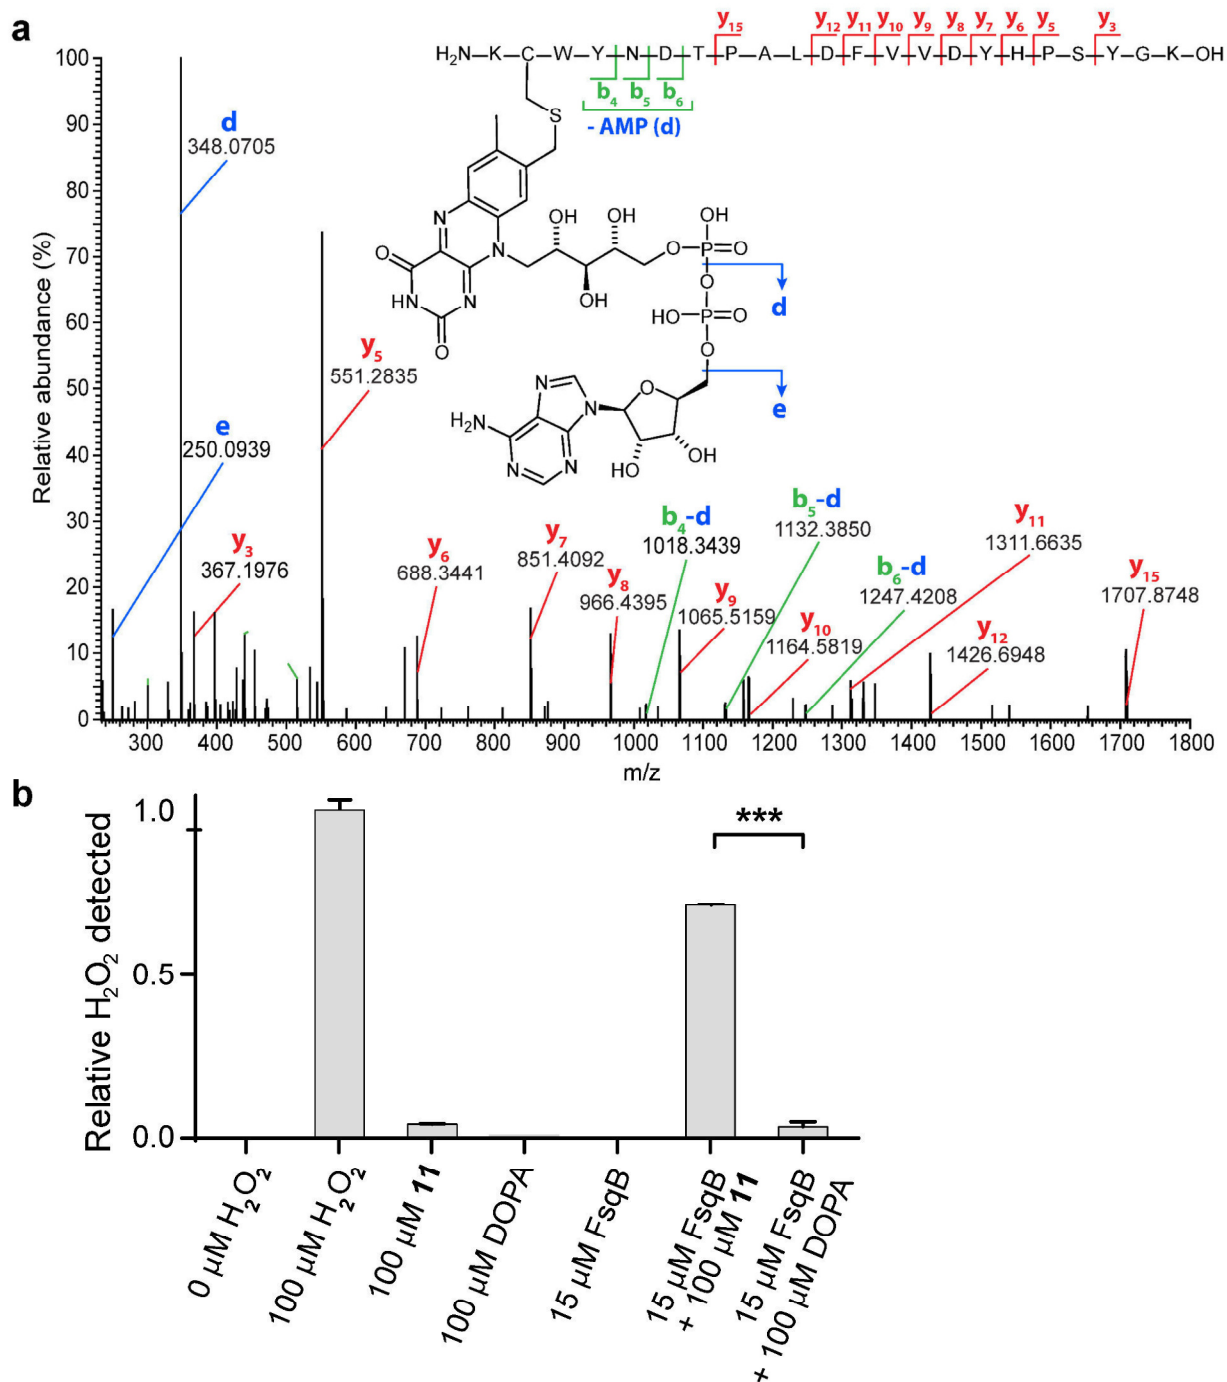 a
y15 y12 y11 y10 y9 y8 y7 y6 y5 y3
H2N–K–C–W–Y–N–D–T–P–A–L–D–F–V–V–D–Y–H–P–S–Y–G–K–OH
b4 b5 b6
- AMP (d)
S
N
N
N
O
HN
O
OH OH
OH
OH
O P O
O
HO P O
O
d
e
N
N
N
N
H2N
O
HO OH
Relative abundance (%)
100
90
80
70
60
50
40
30
20
10
0
d
348.0705
e
250.0939
y3
367.1976
y5
551.2835
y6
688.3441
y7
851.4092
y8
966.4395
b4-d
1018.3439
y9
1065.5159
b5-d
1132.3850
y10
1164.5819
b6-d
1247.4208
y11
1311.6635
y12
1426.6948
y15
1707.8748
300 400 500 600 700 800 900 1000 1100 1200 1300 1400 1500 1600 1700 1800
m/z
b
Relative H2O2 detected
1.0
0.5
0.0
***
0 µM H2O2
100 µM H2O2
100 µM 11
100 µM DOPA
15 µM FsqB
15 µM FsqB
+ 100 µM 11
15 µM FsqB
+ 100 µM DOPA